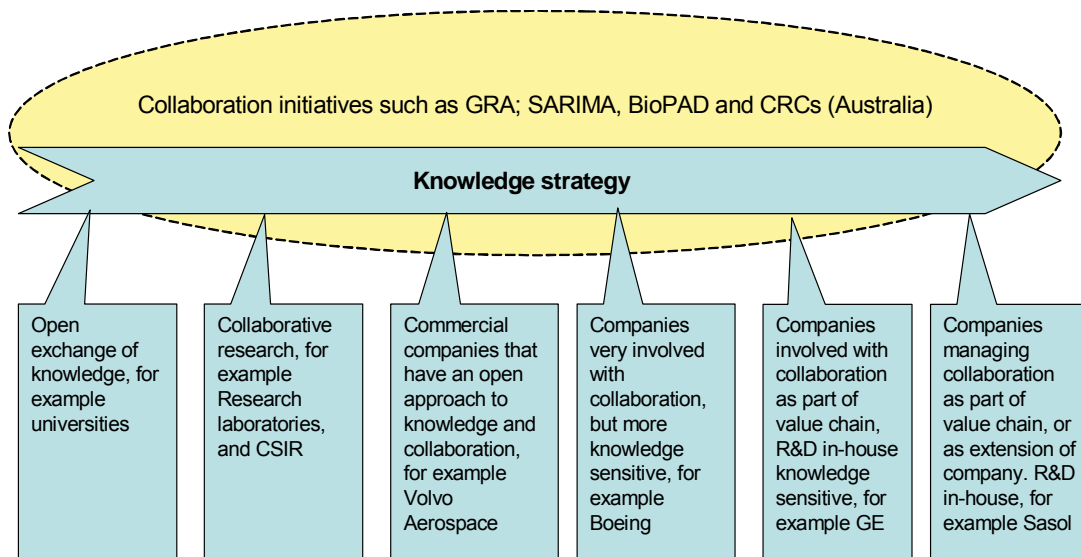 Collaboration initiatives such as GRA; SARIMA, BioPAD and CRCs (Australia)
Knowledge strategy
Open
exchange of
knowledge, for
example
universities
Collaborative
research, for
example
Research
laboratories,
and CSIR
Commercial
companies that
have an open
approach to
knowledge and
collaboration,
for example
Volvo
Aerospace
Companies
very involved
with
collaboration,
but more
knowledge
sensitive, for
example
Boeing
Companies
involved with
collaboration
as part of
value chain,
R&D in-house
knowledge
sensitive, for
example GE
Companies
managing
collaboration
as part of
value chain, or
as extension of
company. R&D
in-house, for
example Sasol